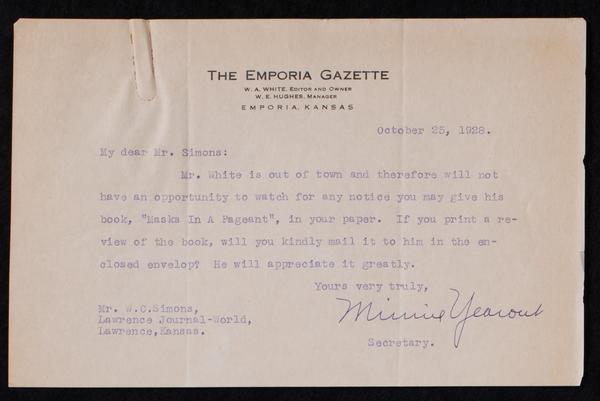 THE EMPORIA GAZETTE
W. A. WHITE, EDITOR AND OWNER
W. E. HUGHES, MANAGER
EMPORIA, KANSAS
October 25, 1928.
My dear Mr. Simons:
Mr. White is out of town and therefore will not
have an opportunity to watch for any notice you may give his
book, "Masks In A Pageant", in your paper. If you print a re-
view of the book, will you kindly mail it to him in the en-
closed envelop? He will appreciate it greatly.
Yours very truly,
Minnie Yearout
Secretary.
Mr. W.C.Simons,
Lawrence Journal-World,
Lawrence,Kansas.